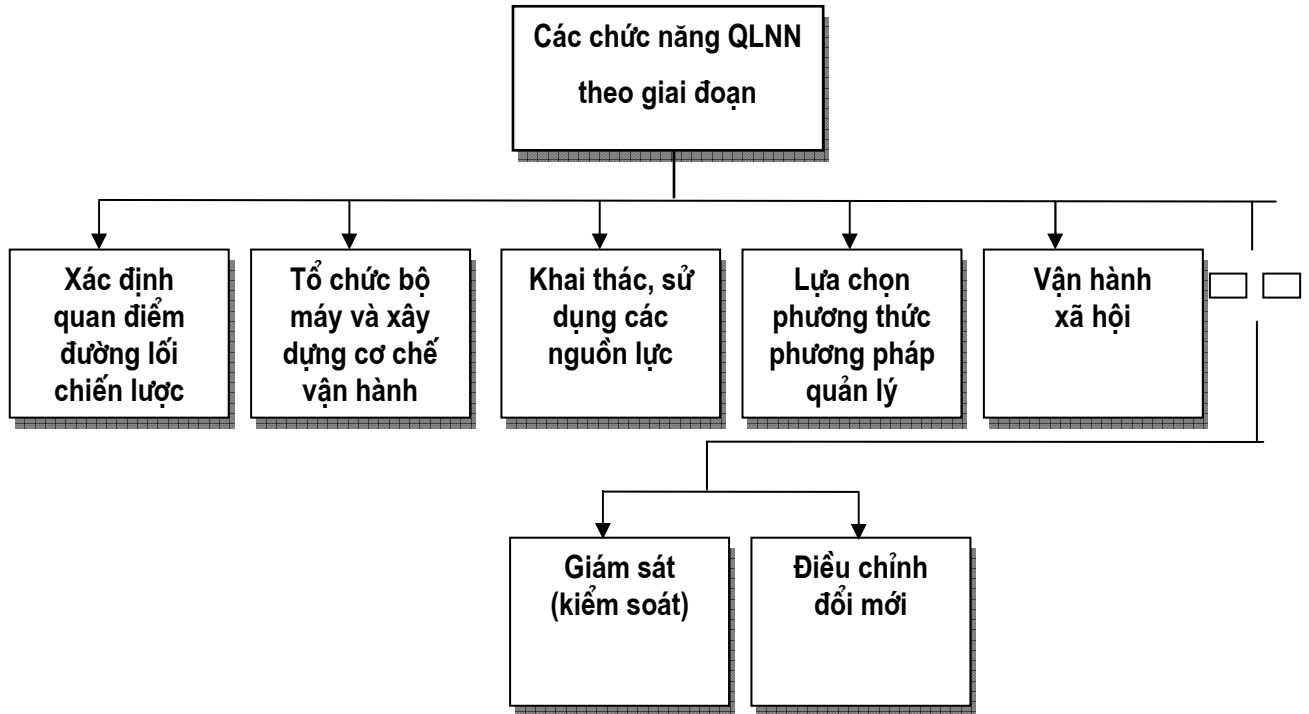 Các chức năng QLNN
theo giai đoạn
Xác định
quan điểm
đường lối
chiến lược
Tổ chức bộ
máy và xây
dựng cơ chế
vận hành
Khai thác, sử
dụng các
nguồn lực
Lựa chọn
phương thức
phương pháp
quản lý
Vận hành
xã hội
Giám sát
(kiểm soát)
Điều chỉnh
đổi mới